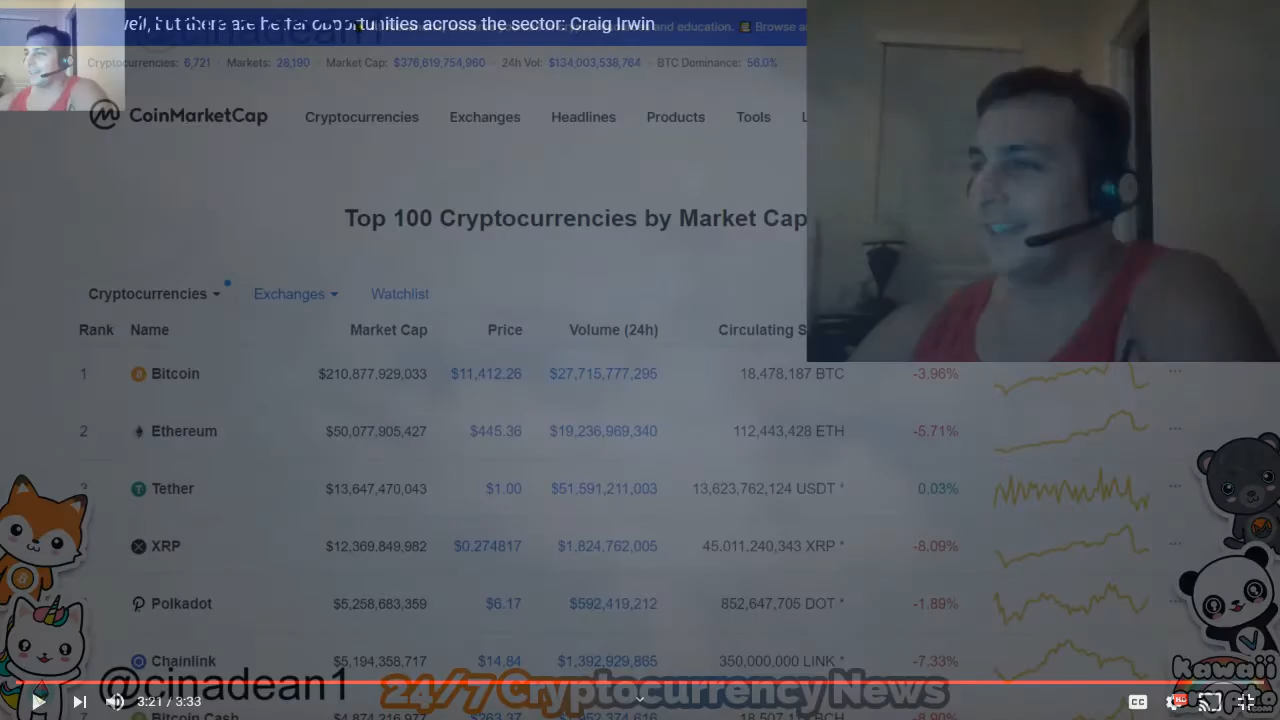 well, but there are better opportunities across the sector: Craig Irwin
and education. Browse
Cryptocurrencies: 6,721 Markets: 28,190 Market Cap: $376,619,754,960 24h Vol: $134,003,538,764 BTC Dominance: 56.0%
CoinMarketCap Cryptocurrencies Exchanges Headlines Products Tools
Top 100 Cryptocurrencies by Market Cap
Cryptocurrencies Exchanges Watchlist
Rank Name Market Cap Price Volume (24h) Circulating S
1 Bitcoin $210,877,929,033 $11,412.26 $27,715,777,295 18,478,187 BTC -3.96%
2 Ethereum $50,077,905,427 $445.36 $19,236,969,340 112,443,428 ETH -5.71%
3 Tether $13,647,470,043 $1.00 $51,591,211,003 13,623,762,124 USDT * 0.03%
XRP $12,369,849,982 $0.274817 $1,824,762,005 45,011,240,343 XRP * -8.09%
Polkadot $5,258,683,359 $6.17 $592,419,212 852,647,705 DOT * -1.89%
Chainlink $5,194,358,717 $14.84 $1,392,929,865 350,000,000 LINK * -7.33%
@cinadean1 24/7 Cryptocurrency News
kawaii
3:21 / 3:33
Bitcoin Cash